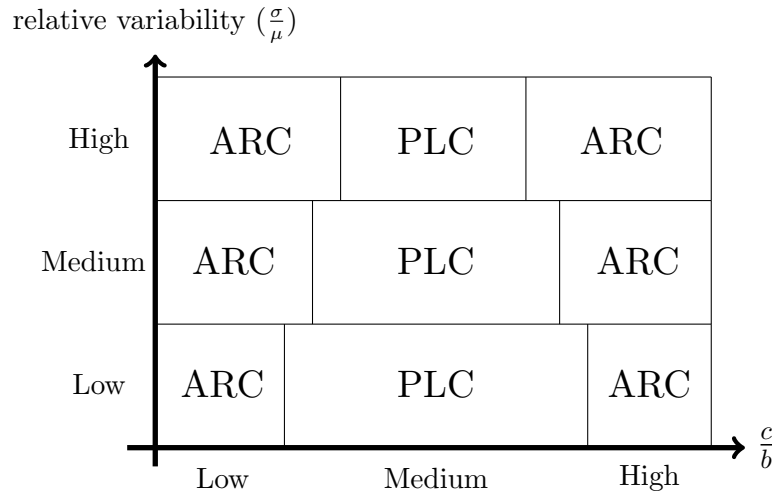 relative variability (σ/μ)
High
ARC PLC ARC
Medium
ARC PLC ARC
Low
ARC PLC ARC
c/b
Low Medium High